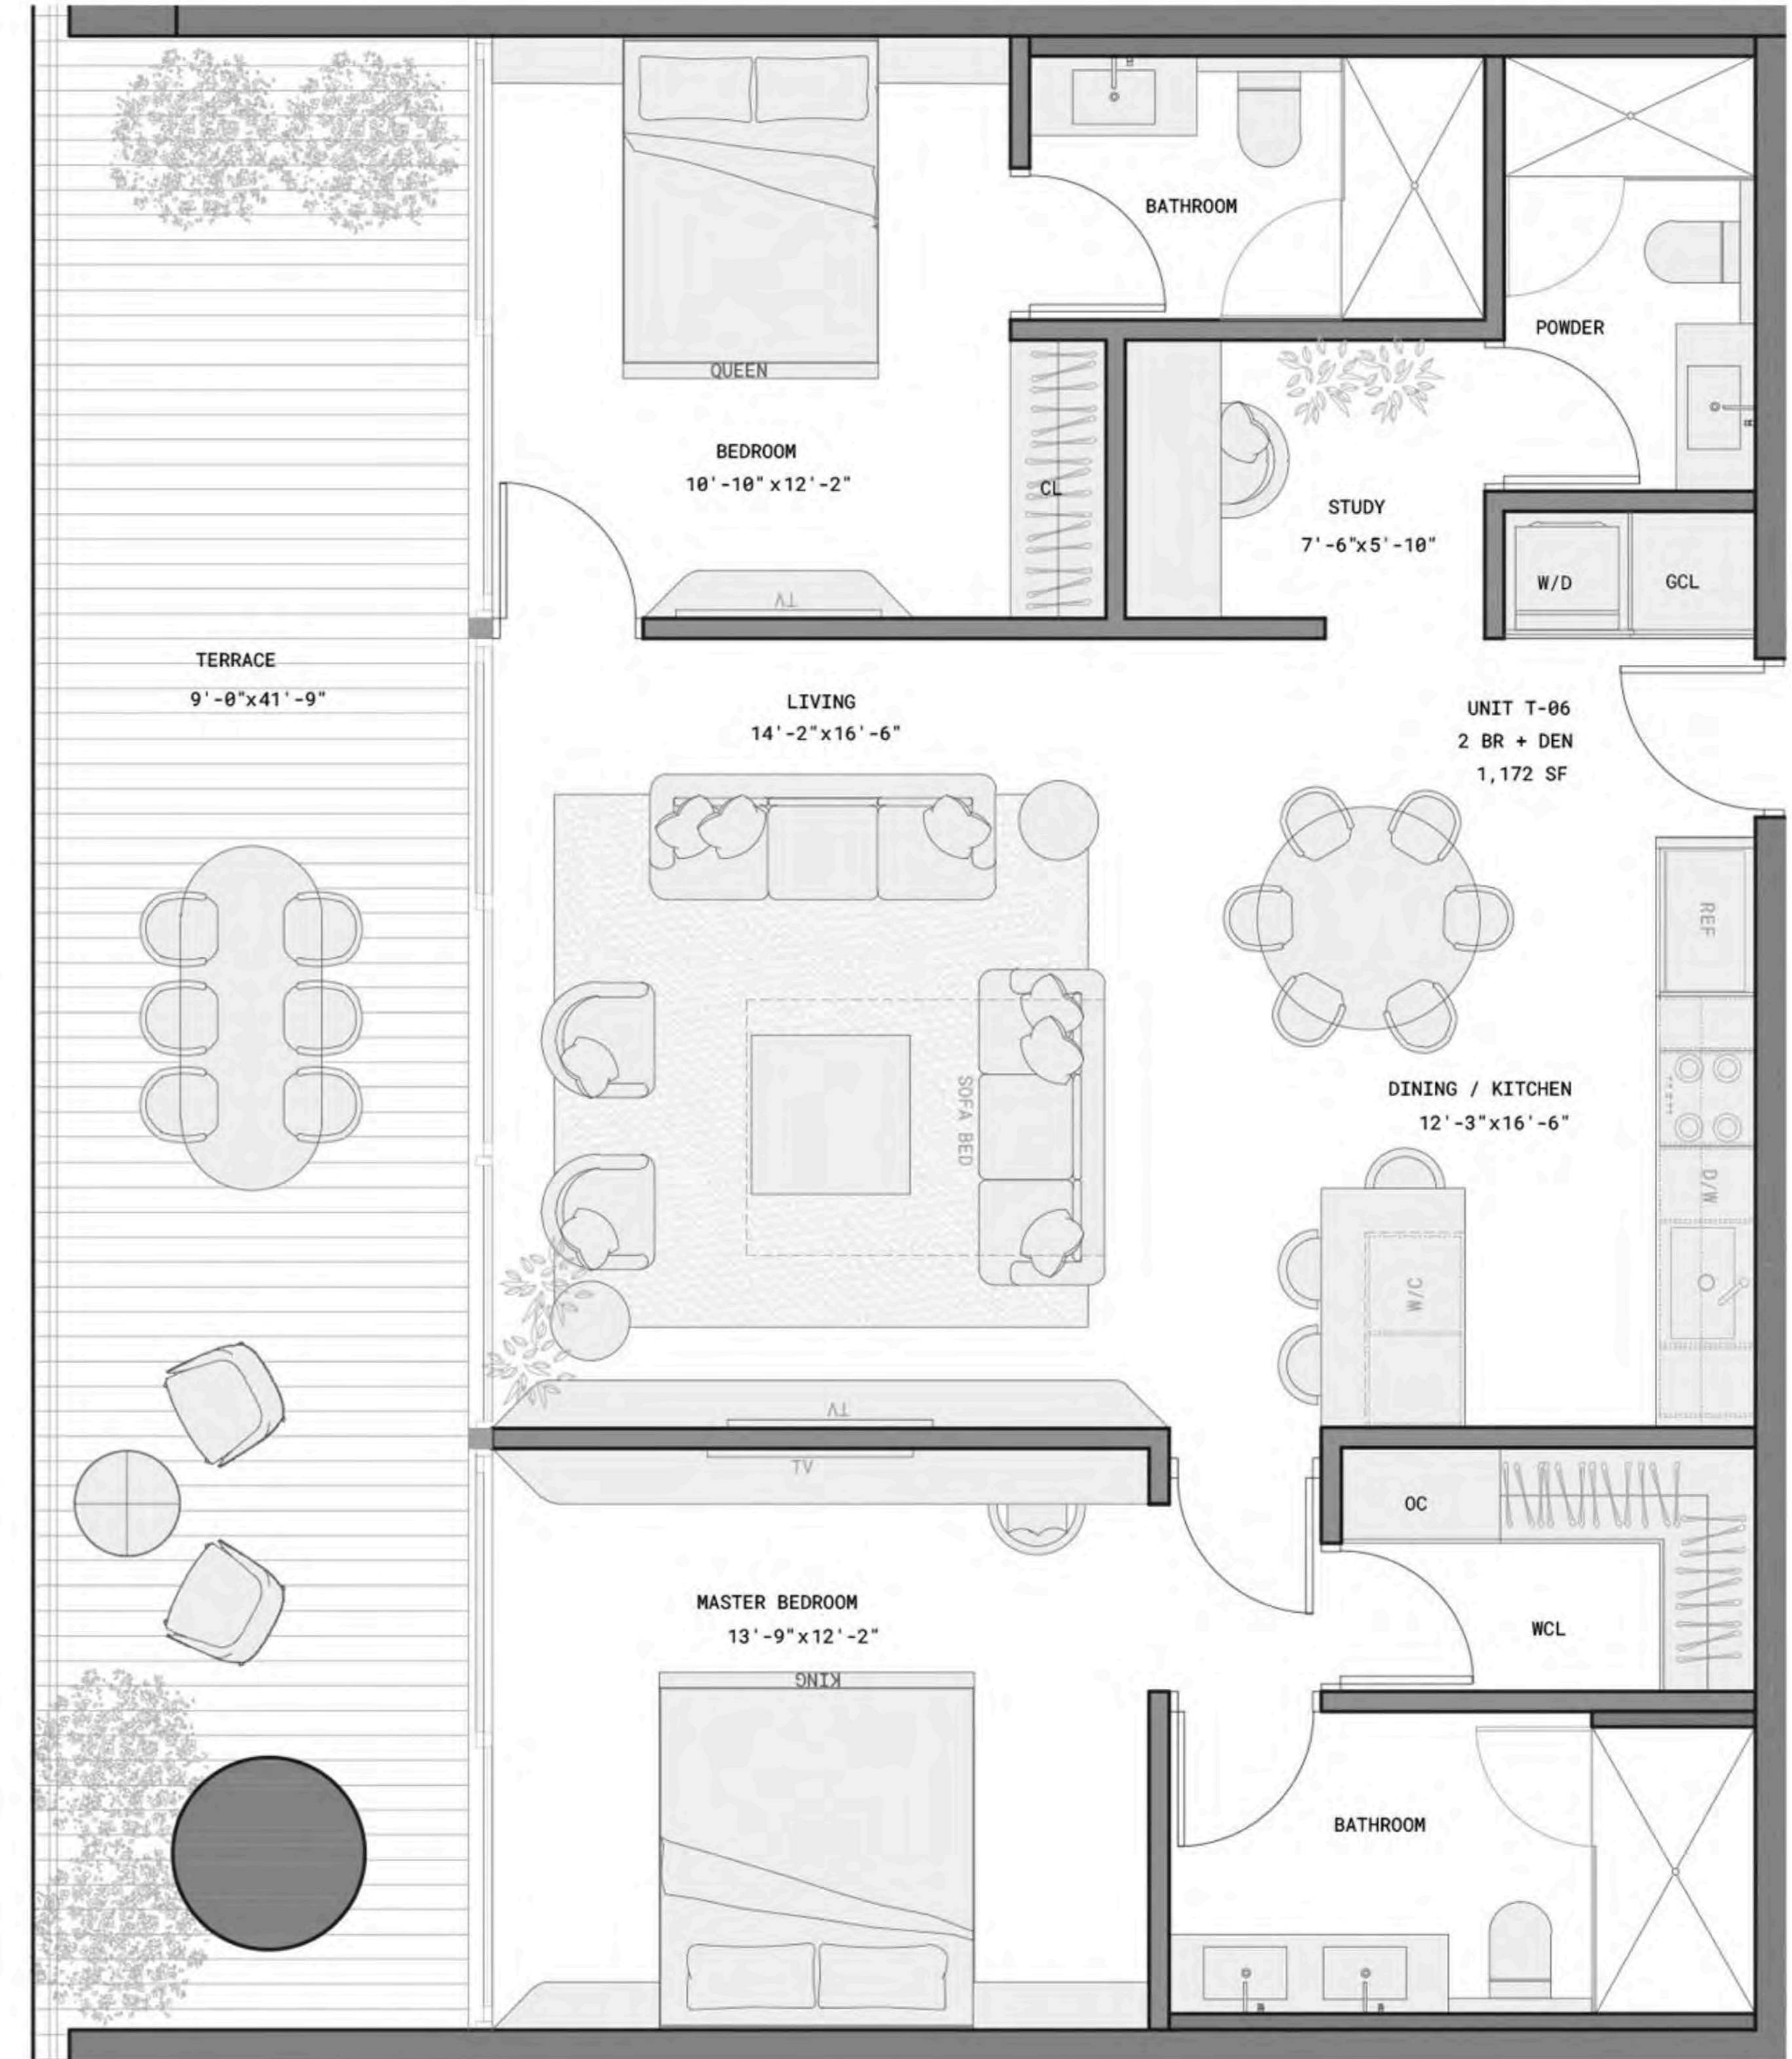 BATHROOM
POWDER
QUEEN
BEDROOM
10'-10"x12'-2"
CL
STUDY
7'-6"x5'-10"
W/D
GCL
TV
TERRACE
9'-0"x41'-9"
LIVING
14'-2"x16'-6"
UNIT T-06
2 BR + DEN
1,172 SF
REF
SOFA BED
DINING / KITCHEN
12'-3"x16'-6"
D/W
W/C
TV
TV
OC
MASTER BEDROOM
13'-9"x12'-2"
WCL
KING
BATHROOM